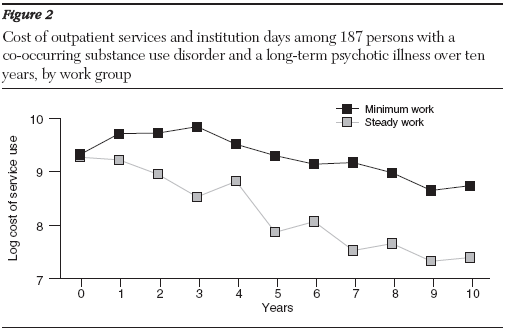 Figure 2
Cost of outpatient services and institution days among 187 persons with a
co-occurring substance use disorder and a long-term psychotic illness over ten
years, by work group
Minimum work
Steady work
Log cost of service use
10
9
8
7
0 1 2 3 4 5 6 7 8 9 10
Years